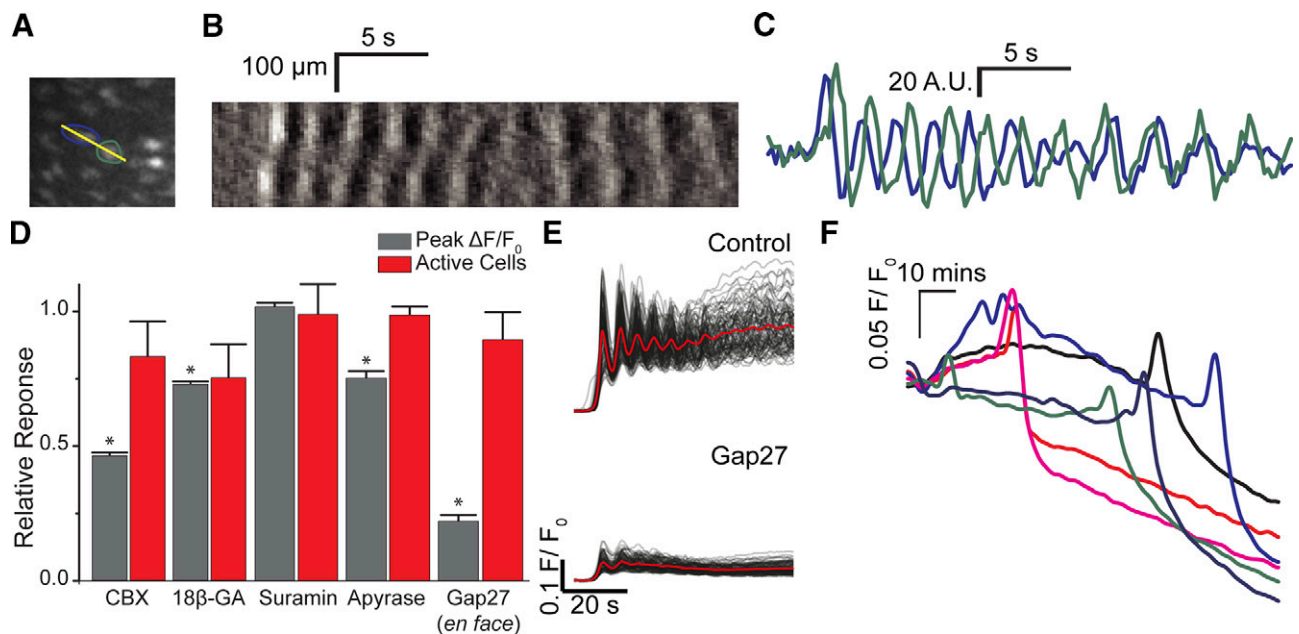 A
B
5 s
100 µm
C
5 s
20 A.U.
D
Peak ΔF/F0
Active Cells
Relative Reponse
1.0
0.5
0.0
CBX
18β-GA
Suramin
Apyrase
Gap27
(en face)
*
*
*
*
E
Control
Gap27
0.1 F/ F0
20 s
F
0.05 F/ F0
10 mins